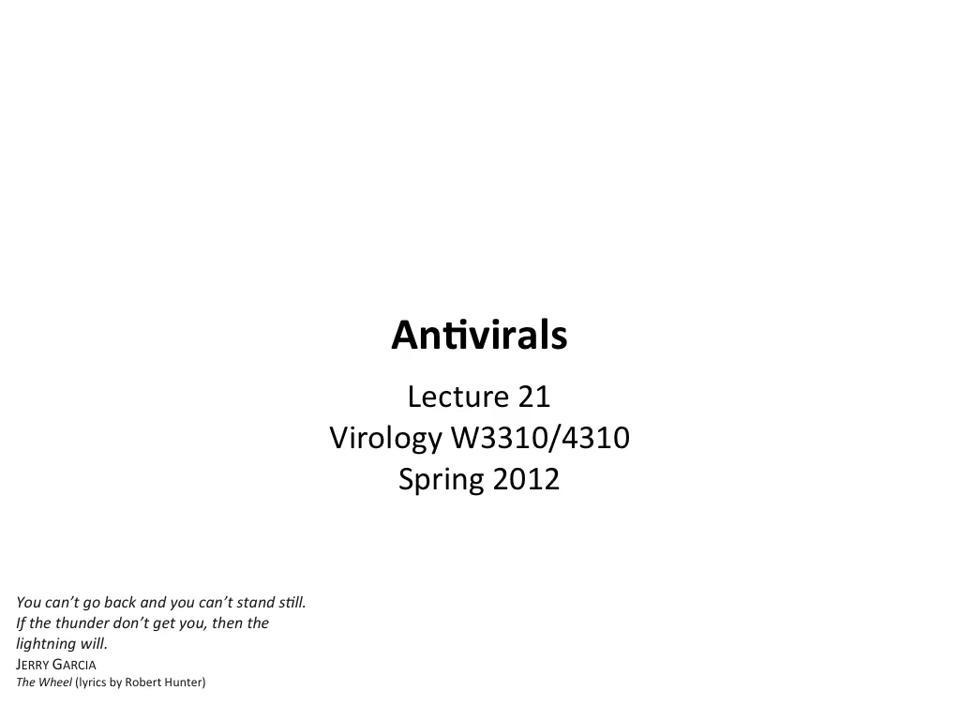 Antivirals
Lecture 21
Virology W3310/4310
Spring 2012
You can’t go back and you can’t stand still.
If the thunder don’t get you, then the
lightning will.
JERRY GARCIA
The Wheel (lyrics by Robert Hunter)